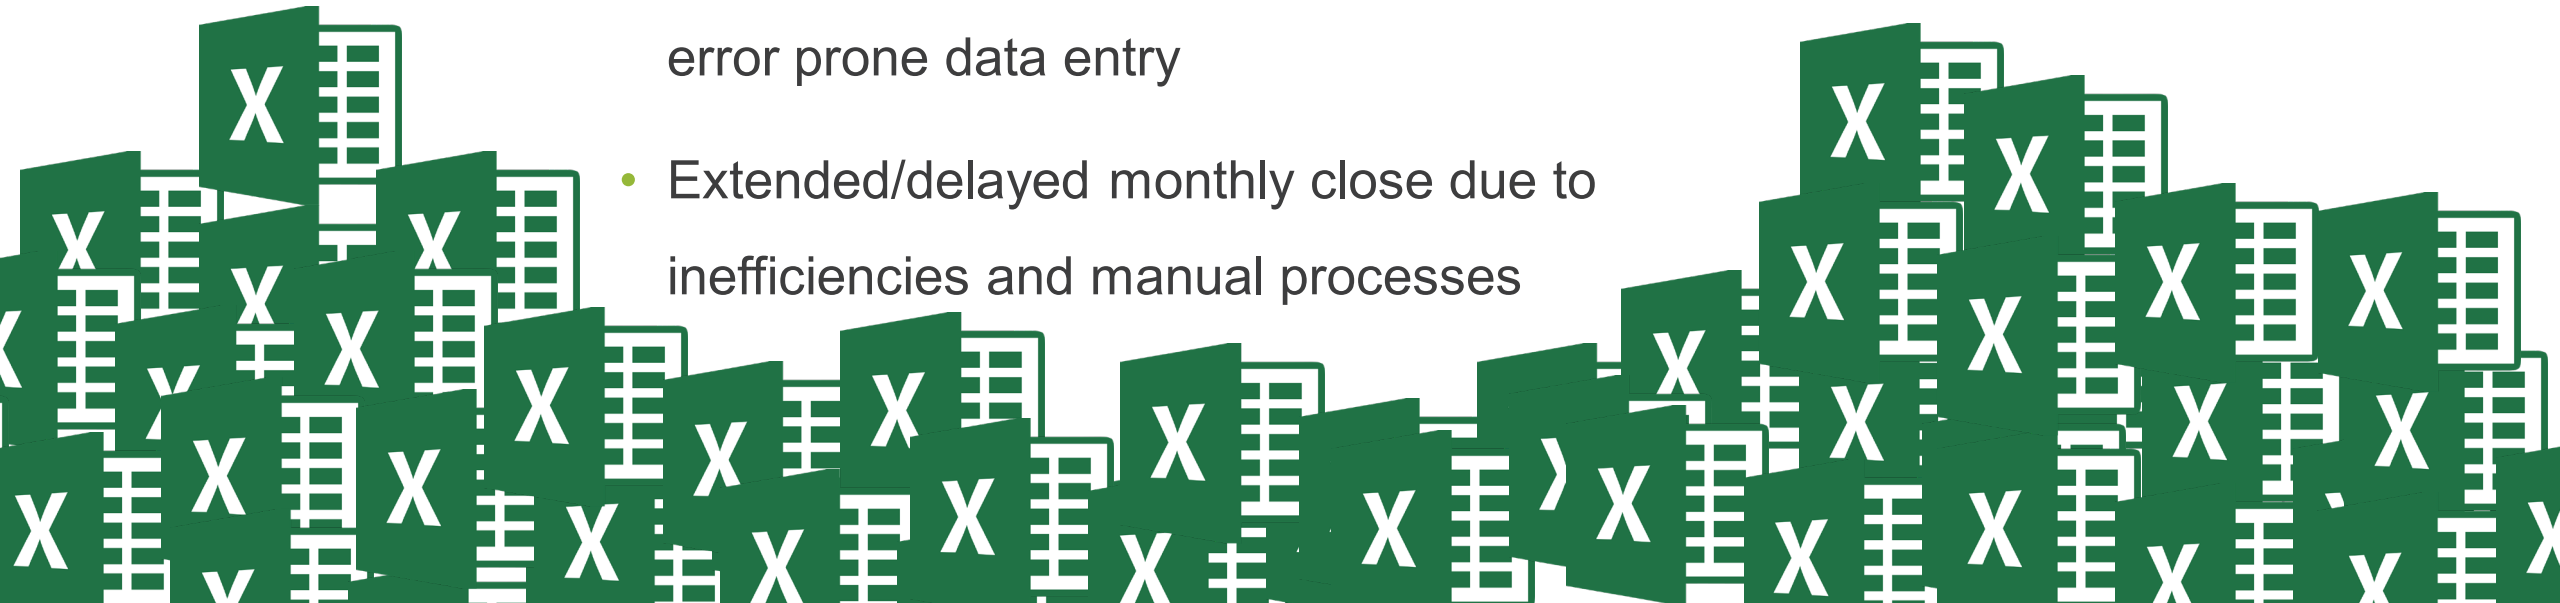 error prone data entry
• Extended/delayed monthly close due to
inefficiencies and manual processes